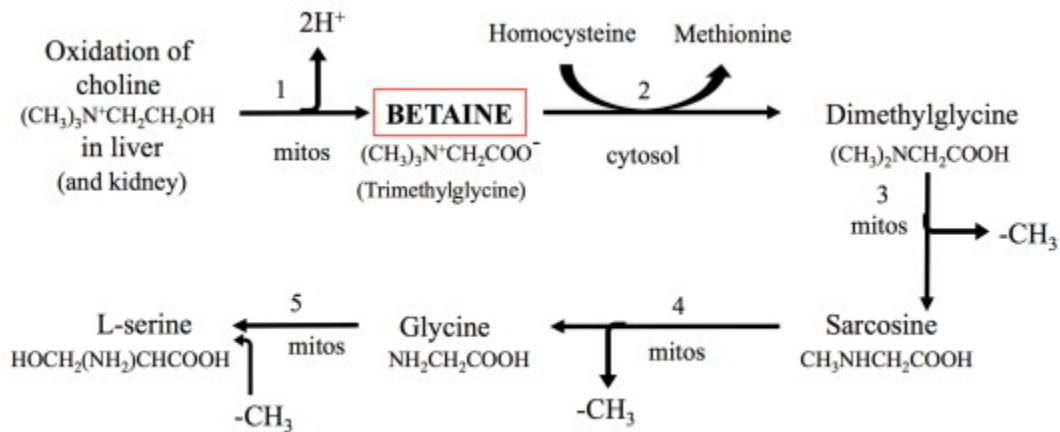 Oxidation of
choline
(CH₃)₃N⁺CH₂CH₂OH
in liver
(and kidney)
1
2H⁺
mitos
BETAINE
(CH₃)₃N⁺CH₂COO⁻
(Trimethylglycine)
Homocysteine Methionine
2
cytosol
Dimethylglycine
(CH₃)₂NCH₂COOH
3
mitos
-CH₃
Sarcosine
CH₃NHCH₂COOH
4
mitos
-CH₃
Glycine
NH₂CH₂COOH
5
mitos
-CH₃
L-serine
HOCH₂(NH₂)CHCOOH